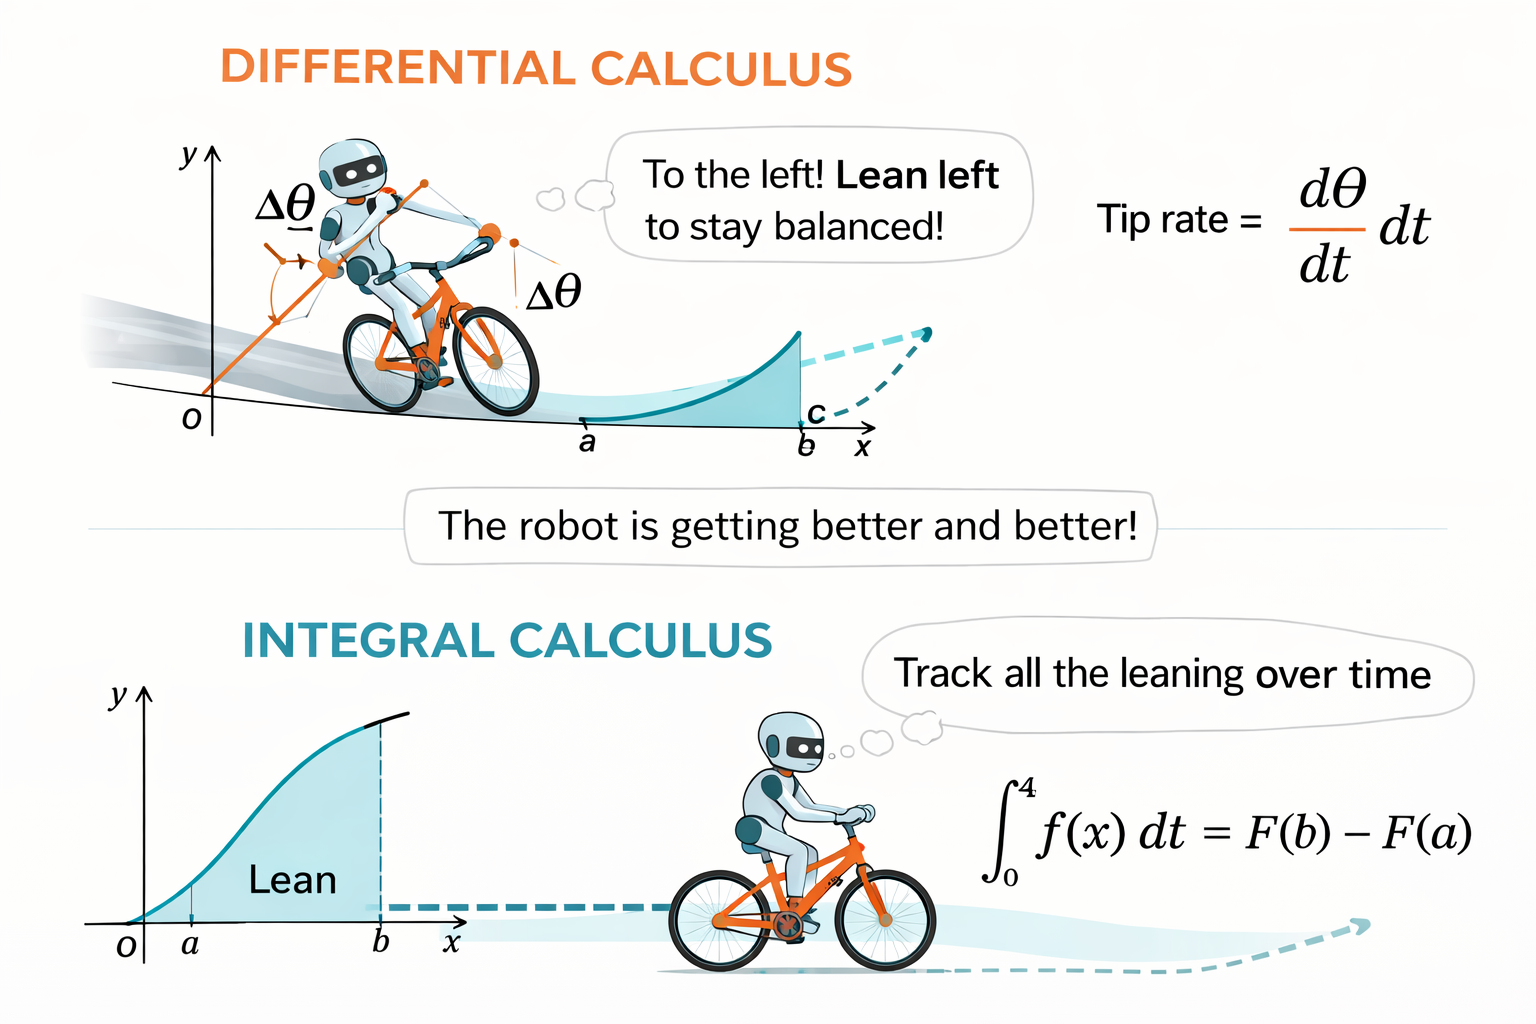 DIFFERENTIAL CALCULUS
y
Δθ
To the left! Lean left
to stay balanced!
Tip rate = dθ/dt dt
Δθ
O
a
c
b
x
The robot is getting better and better!
INTEGRAL CALCULUS
Track all the leaning over time
y
∫₀⁴ f(x) dt = F(b) – F(a)
Lean
O
a
b
x